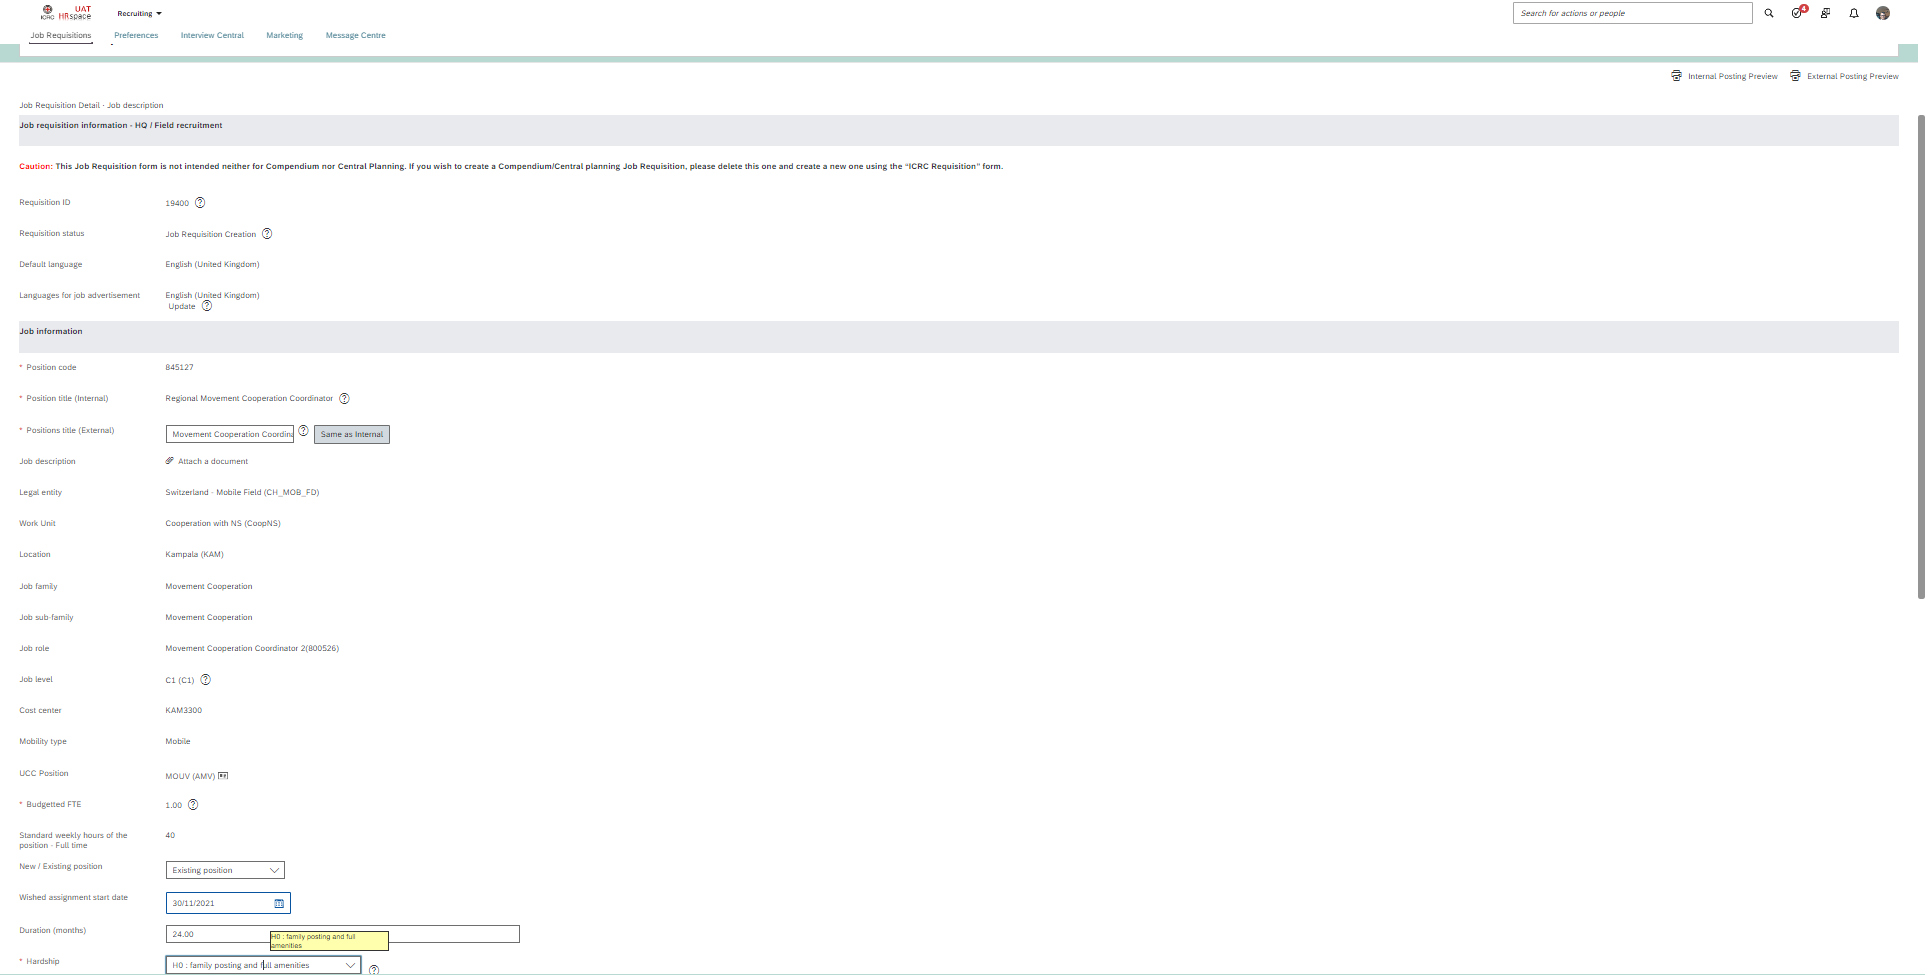 UAT
ICRC HRspace
Recruiting
Search for actions or people
4
Job Requisitions Preferences Interview Central Marketing Message Centre
Internal Posting Preview External Posting Preview
Job Requisition Detail - Job description
Job requisition information - HQ / Field recruitment
Caution: This Job Requisition form is not intended neither for Compendium nor Central Planning. If you wish to create a Compendium/Central planning Job Requisition, please delete this one and create a new one using the “ICRC Requisition” form.
Requisition ID 19400 ?
Requisition status Job Requisition Creation ?
Default language English (United Kingdom)
Languages for job advertisement English (United Kingdom)
Update ?
Job information
* Position code 845127
* Position title (Internal) Regional Movement Cooperation Coordinator ?
* Positions title (External) Movement Cooperation Coordina ? Same as Internal
Job description Attach a document
Legal entity Switzerland - Mobile Field (CH_MOB_FD)
Work Unit Cooperation with NS (CoopNS)
Location Kampala (KAM)
Job family Movement Cooperation
Job sub-family Movement Cooperation
Job role Movement Cooperation Coordinator 2(800526)
Job level C1 (C1) ?
Cost center KAM3300
Mobility type Mobile
UCC Position MOUV (AMV)
* Budgetted FTE 1.00 ?
Standard weekly hours of the 40
position - Full time
New / Existing position Existing position
Wished assignment start date 30/11/2021
Duration (months) 24.00
H0 : family posting and full
amenities
* Hardship H0 : family posting and full amenities ?